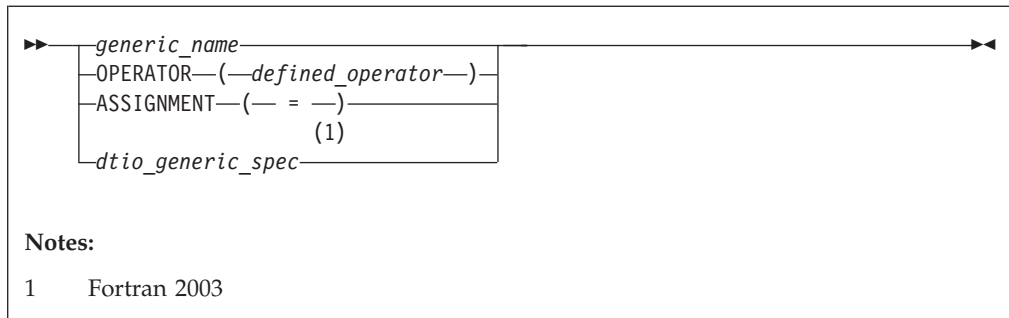 generic_name
OPERATOR ( defined_operator )
ASSIGNMENT ( = )
(1)
dtio_generic_spec
Notes:
1 Fortran 2003